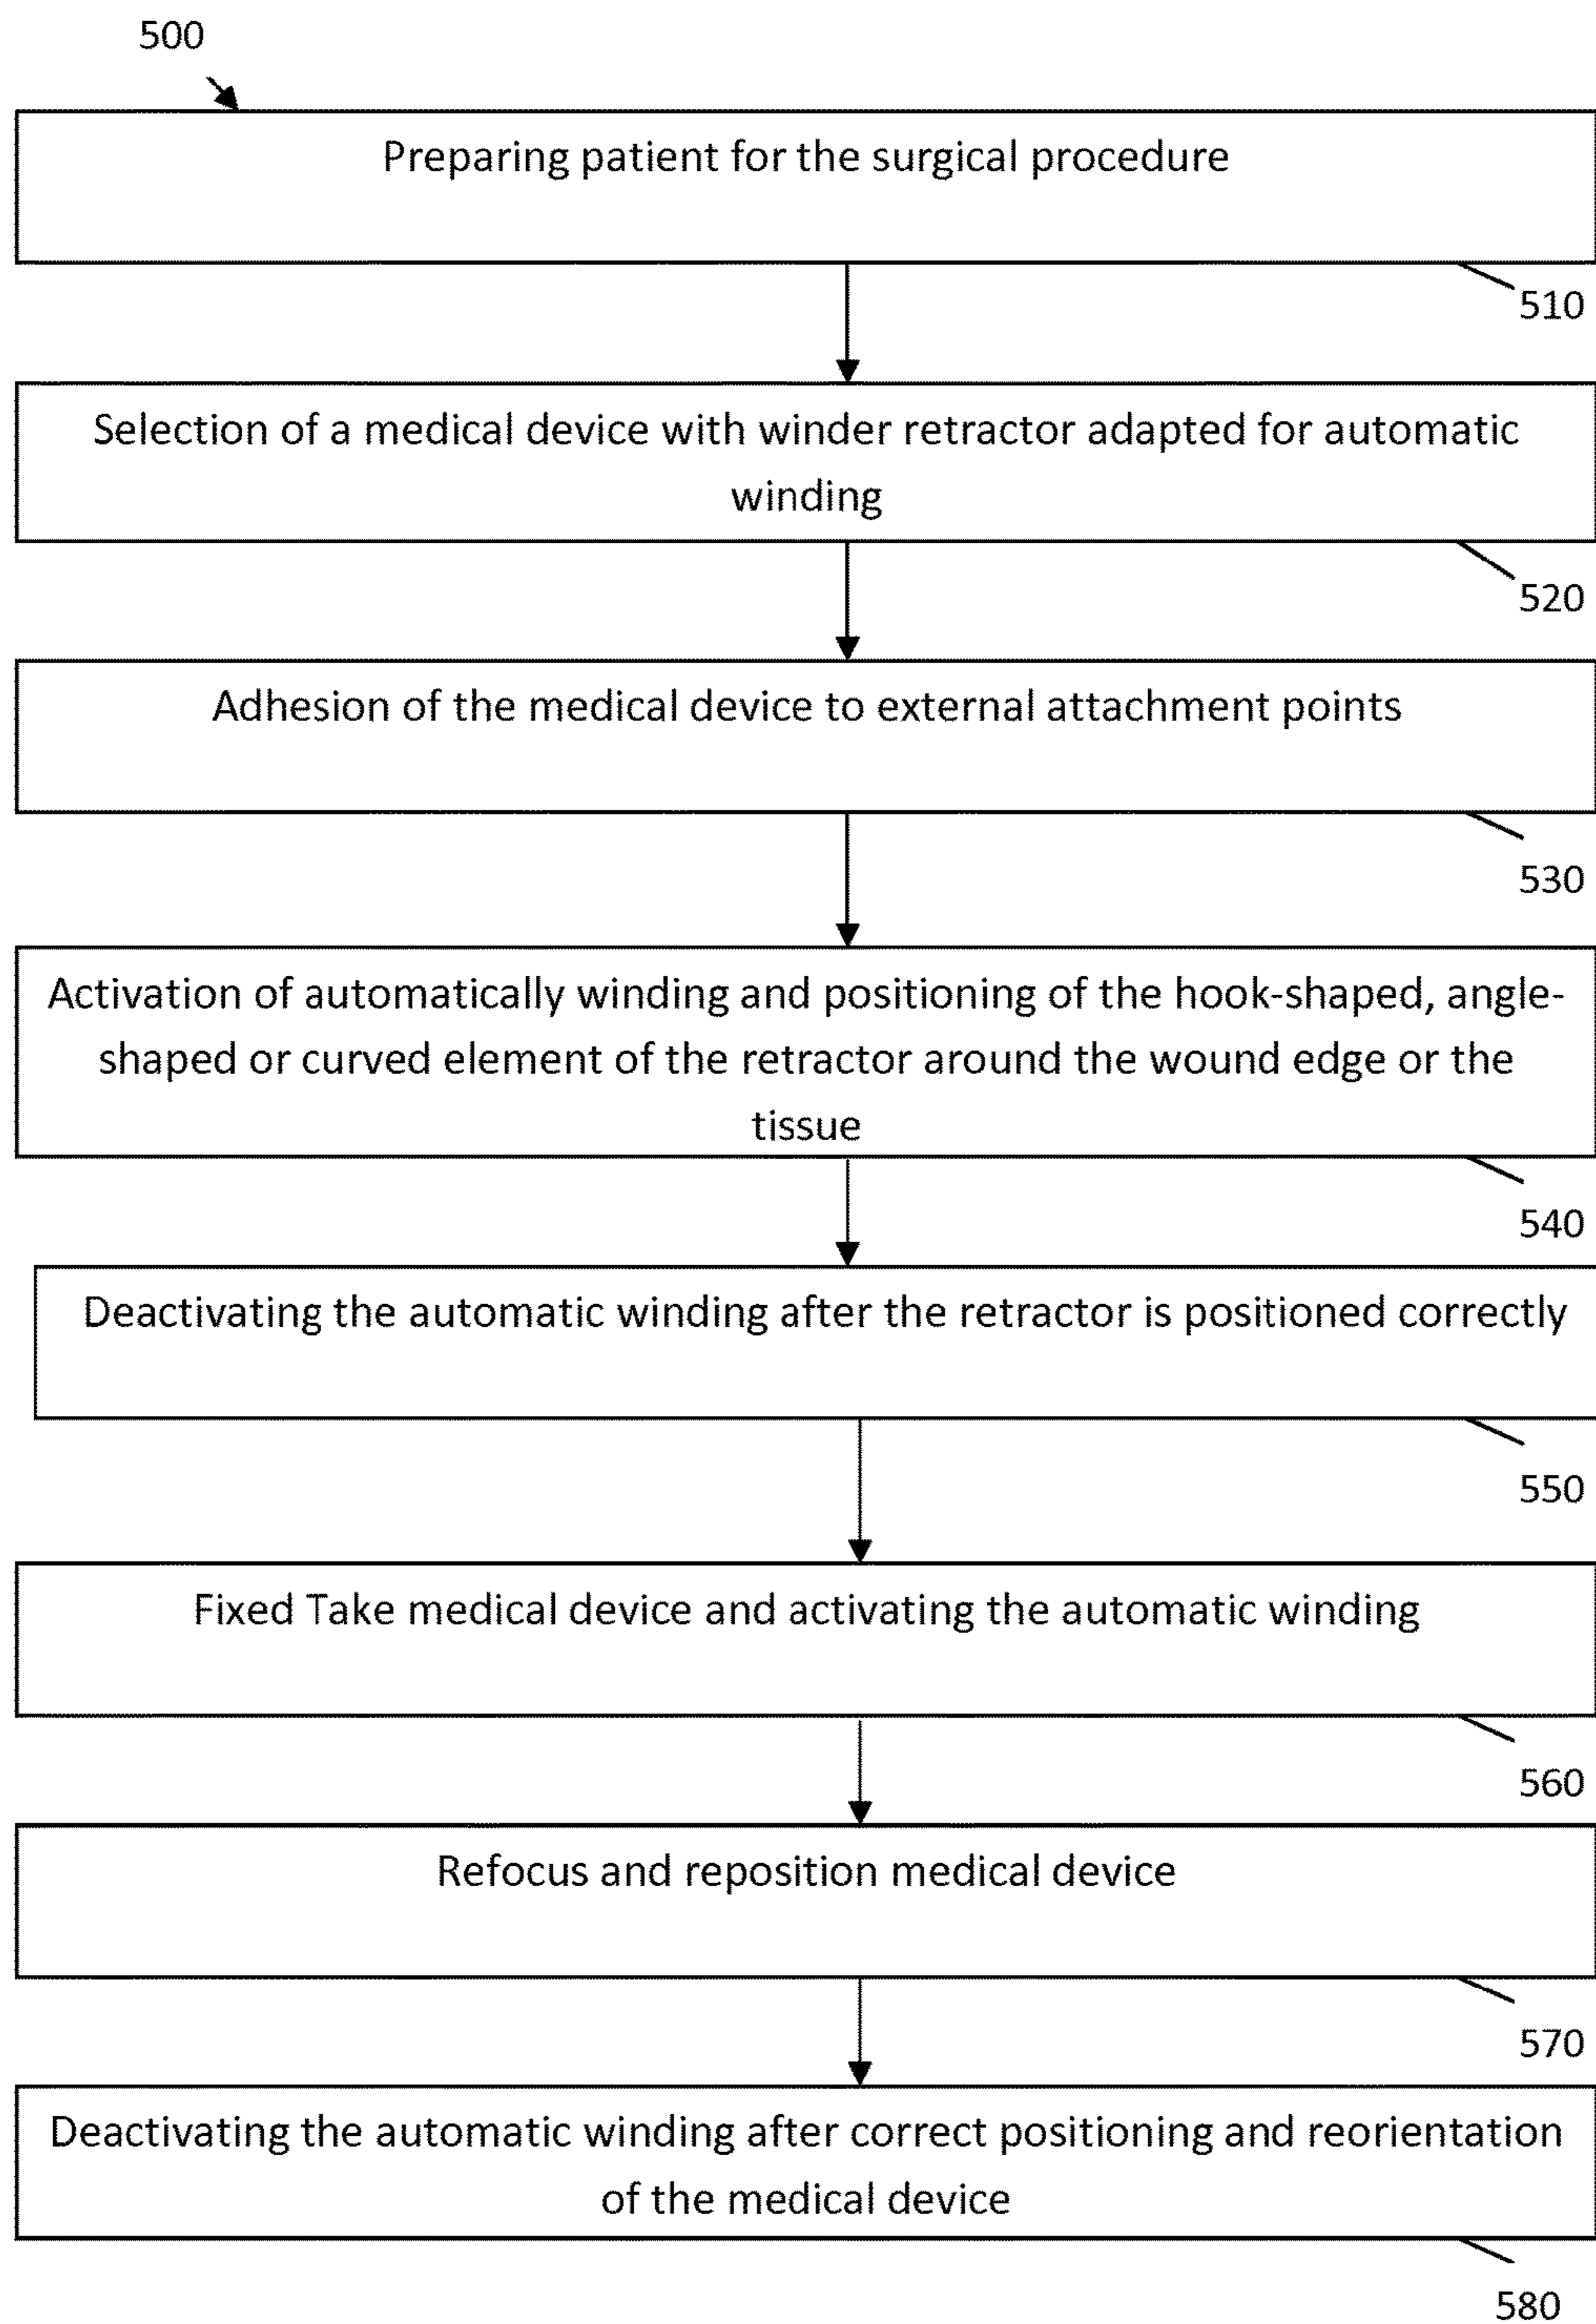 500
Preparing patient for the surgical procedure
510
Selection of a medical device with winder retractor adapted for automatic
winding
520
Adhesion of the medical device to external attachment points
530
Activation of automatically winding and positioning of the hook-shaped, angle-
shaped or curved element of the retractor around the wound edge or the
tissue
540
Deactivating the automatic winding after the retractor is positioned correctly
550
Fixed Take medical device and activating the automatic winding
560
Refocus and reposition medical device
570
Deactivating the automatic winding after correct positioning and reorientation
of the medical device
580